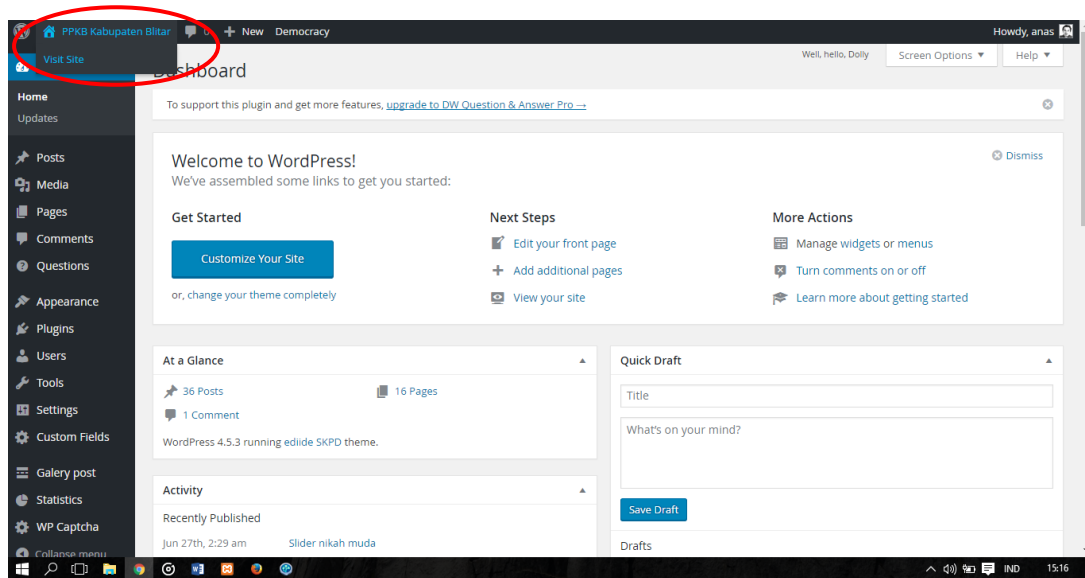 PPKB Kabupaten Blitar 0 New Democracy Howdy, anas
Visit Site
Dashboard
Well, hello, Dolly Screen Options Help
Home
Updates
Posts
Media
Pages
Comments
Questions
Appearance
Plugins
Users
Tools
Settings
Custom Fields
Galery post
Statistics
WP Captcha
Collapse menu
To support this plugin and get more features, upgrade to DW Question & Answer Pro →
Welcome to WordPress!
Dismiss
We've assembled some links to get you started:
Get Started
Customize Your Site
or, change your theme completely
Next Steps
Edit your front page
Add additional pages
View your site
More Actions
Manage widgets or menus
Turn comments on or off
Learn more about getting started
At a Glance
36 Posts 16 Pages
1 Comment
WordPress 4.5.3 running ediide SKPD theme.
Activity
Recently Published
Jun 27th, 2:29 am Slider nikah muda
Quick Draft
Title
What's on your mind?
Save Draft
Drafts
IND 15:16